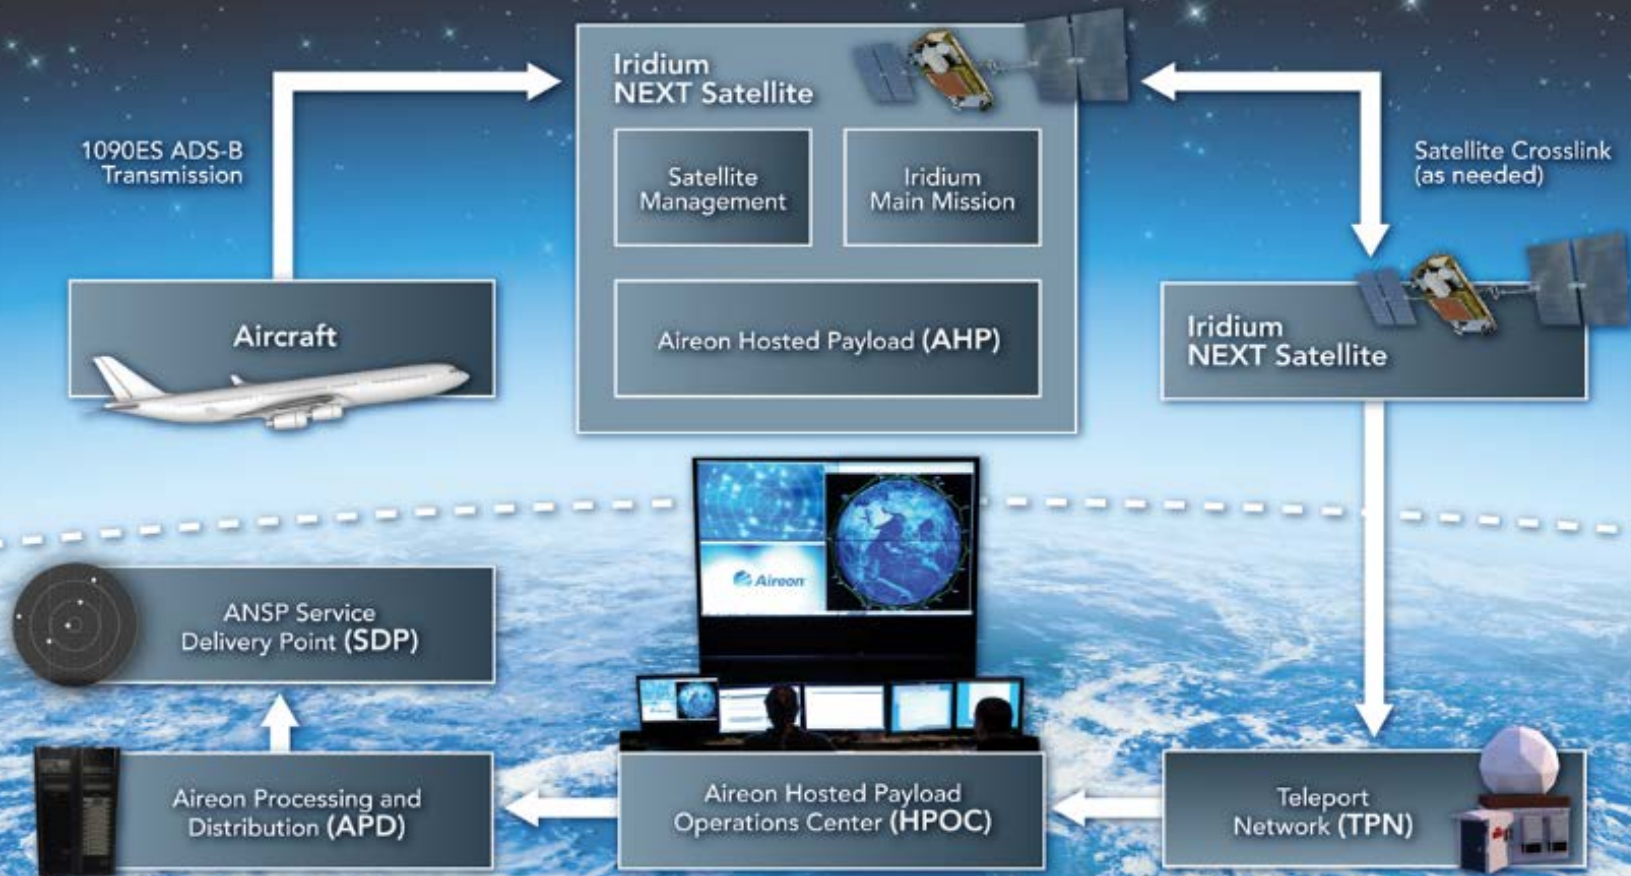 Iridium
NEXT Satellite
1090ES ADS-B
Transmission
Satellite Crosslink
(as needed)
Satellite
Management
Iridium
Main Mission
Aircraft
Aireon Hosted Payload (AHP)
Iridium
NEXT Satellite
Aireon
ANSP Service
Delivery Point (SDP)
Aireon Processing and
Distribution (APD)
Aireon Hosted Payload
Operations Center (HPOC)
Teleport
Network (TPN)